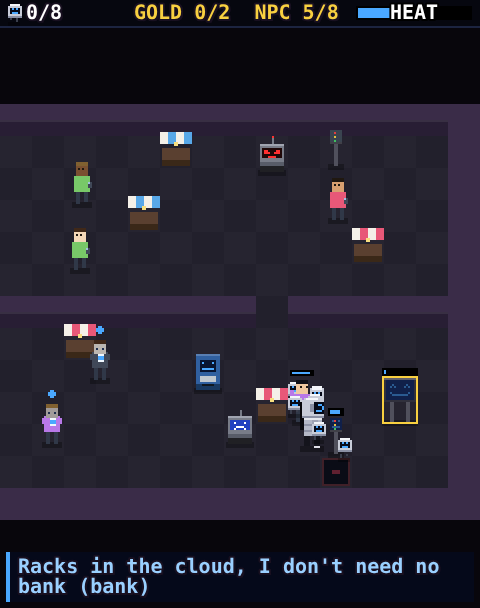 0/8 GOLD 0/2 NPC 5/8 HEAT
Racks in the cloud, I don't need no
bank (bank)